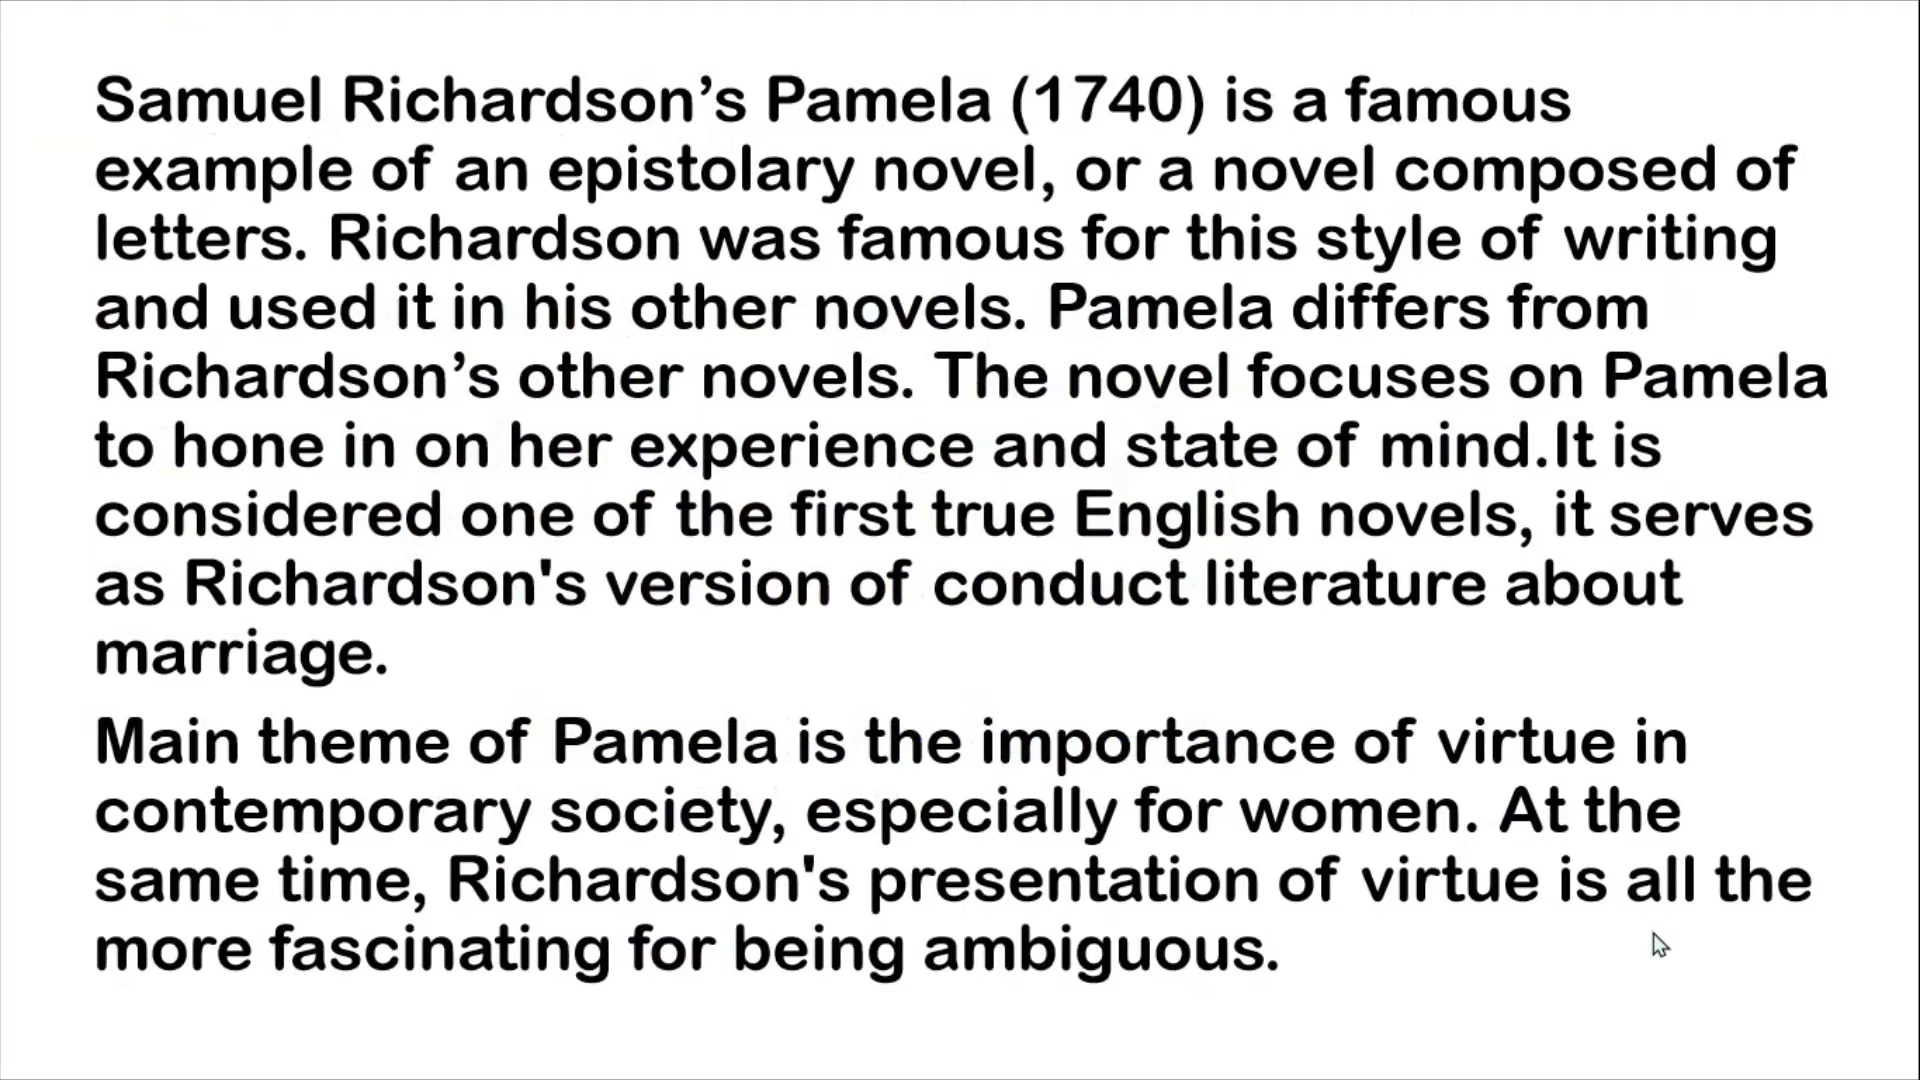 Samuel Richardson’s Pamela (1740) is a famous
example of an epistolary novel, or a novel composed of
letters. Richardson was famous for this style of writing
and used it in his other novels. Pamela differs from
Richardson’s other novels. The novel focuses on Pamela
to hone in on her experience and state of mind.It is
considered one of the first true English novels, it serves
as Richardson's version of conduct literature about
marriage.
Main theme of Pamela is the importance of virtue in
contemporary society, especially for women. At the
same time, Richardson's presentation of virtue is all the
more fascinating for being ambiguous.